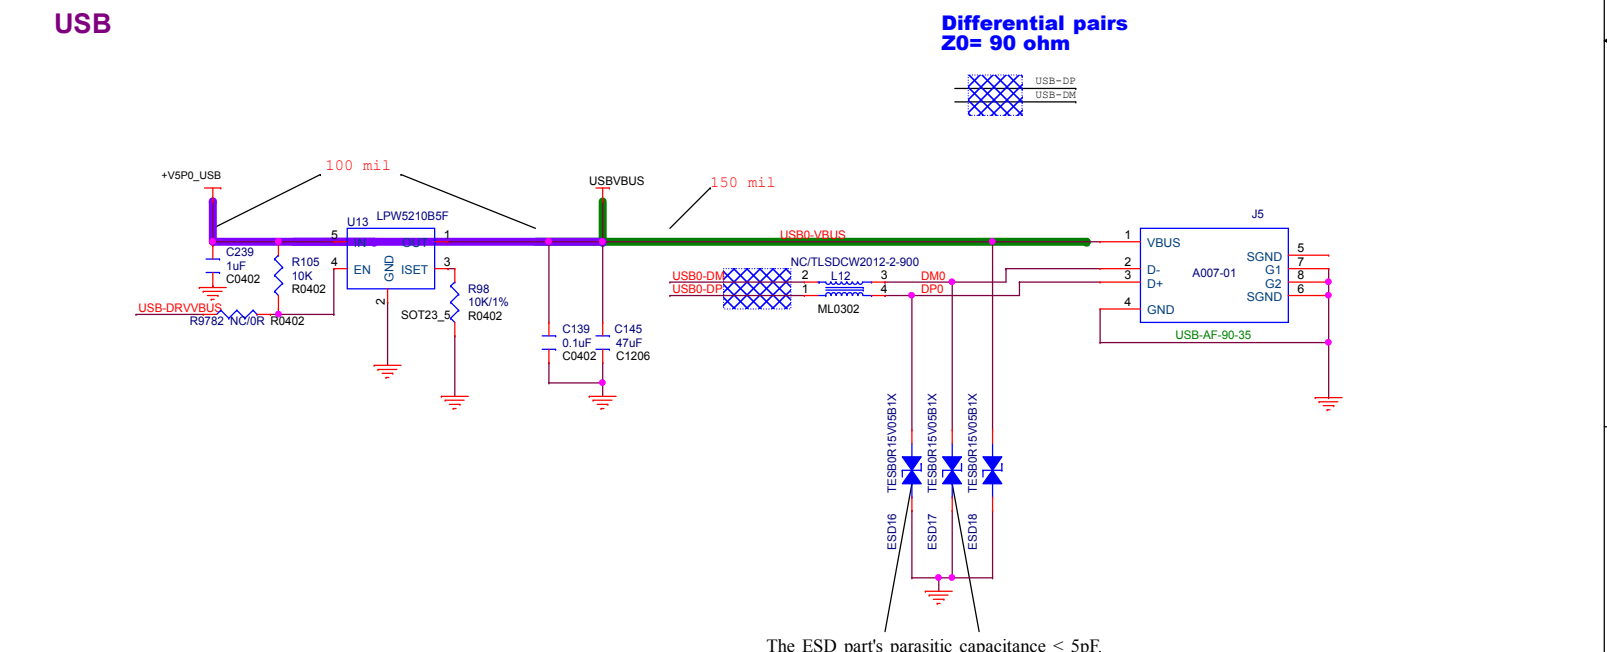 USB
Differential pairs
Z0= 90 ohm
USB-DP
USB-DM
100 mil
+V5P0_USB
USBVBUS
150 mil
U13
LPW5210B5F
J5
5
IN
OUT
1
USB0-VBUS
1
VBUS
C239
1uF
C0402
R105
10K
R0402
4
EN
GND
ISET
3
2
R98
10K/1%
R0402
SOT23_5
USB-DRVVBUS
R9782
NC/0R
R0402
NC/TLSDCW2012-2-900
USB0-DM
2
L12
3
DM0
USB0-DP
1
4
DP0
ML0302
2
D-
3
D+
A007-01
SGND
5
G1
7
G2
8
SGND
6
4
GND
USB-AF-90-35
C139
0.1uF
C0402
C145
47uF
C1206
TESB0R15V05B1X
TESB0R15V05B1X
TESB0R15V05B1X
ESD16
ESD17
ESD18
The ESD part's parasitic capacitance < 5pF.